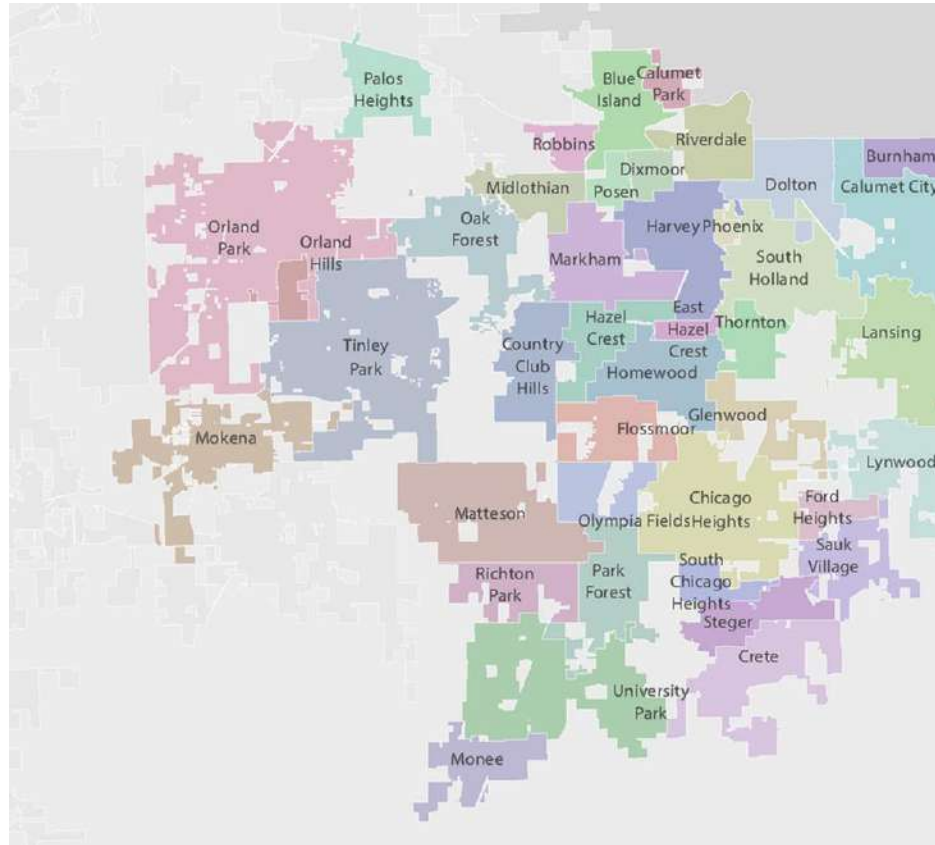 Palos
Heights
Blue
Island
Calumet
Park
Robbins
Riverdale
Burnham
Dixmoor
Midlothian
Posen
Dolton
Calumet City
Oak
Forest
Orland
Park
Orland
Hills
Harvey
Phoenix
Markham
South
Holland
East
Hazel
Crest
Hazel
Crest
Thornton
Lansing
Tinley
Park
Country
Club
Hills
Homewood
Glenwood
Flossmoor
Mokena
Lynwood
Matteson
Olympia Fields
Chicago
Heights
Ford
Heights
Sauk
Village
Richton
Park
Park
Forest
South
Chicago
Heights
Steger
Crete
University
Park
Monee